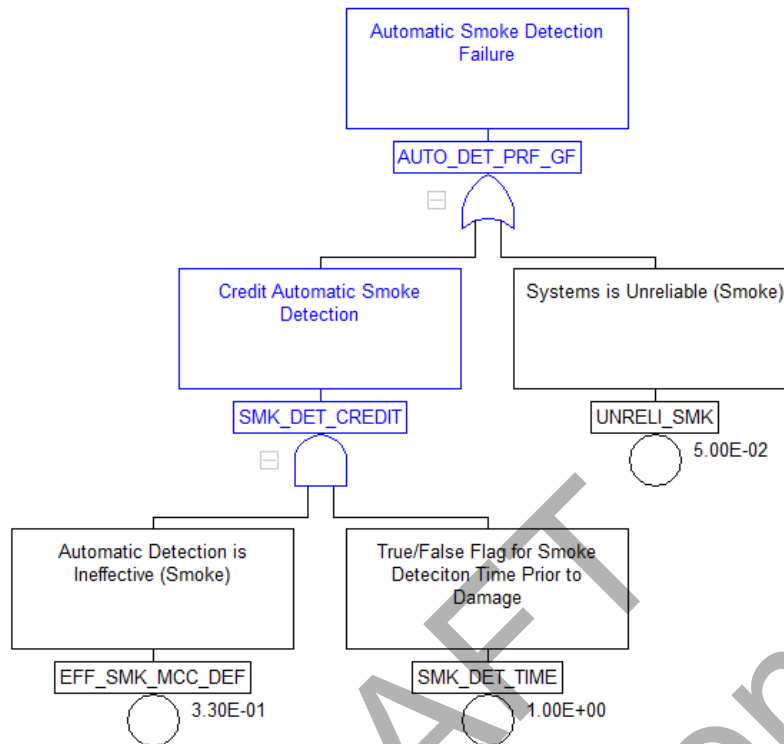 Automatic Smoke Detection
Failure
AUTO_DET_PRF_GF
Credit Automatic Smoke
Detection
Systems is Unreliable (Smoke)
SMK_DET_CREDIT
UNRELI_SMK
5.00E-02
Automatic Detection is
Ineffective (Smoke)
True/False Flag for Smoke
Deteciton Time Prior to
Damage
EFF_SMK_MCC_DEF
SMK_DET_TIME
3.30E-01
1.00E+00